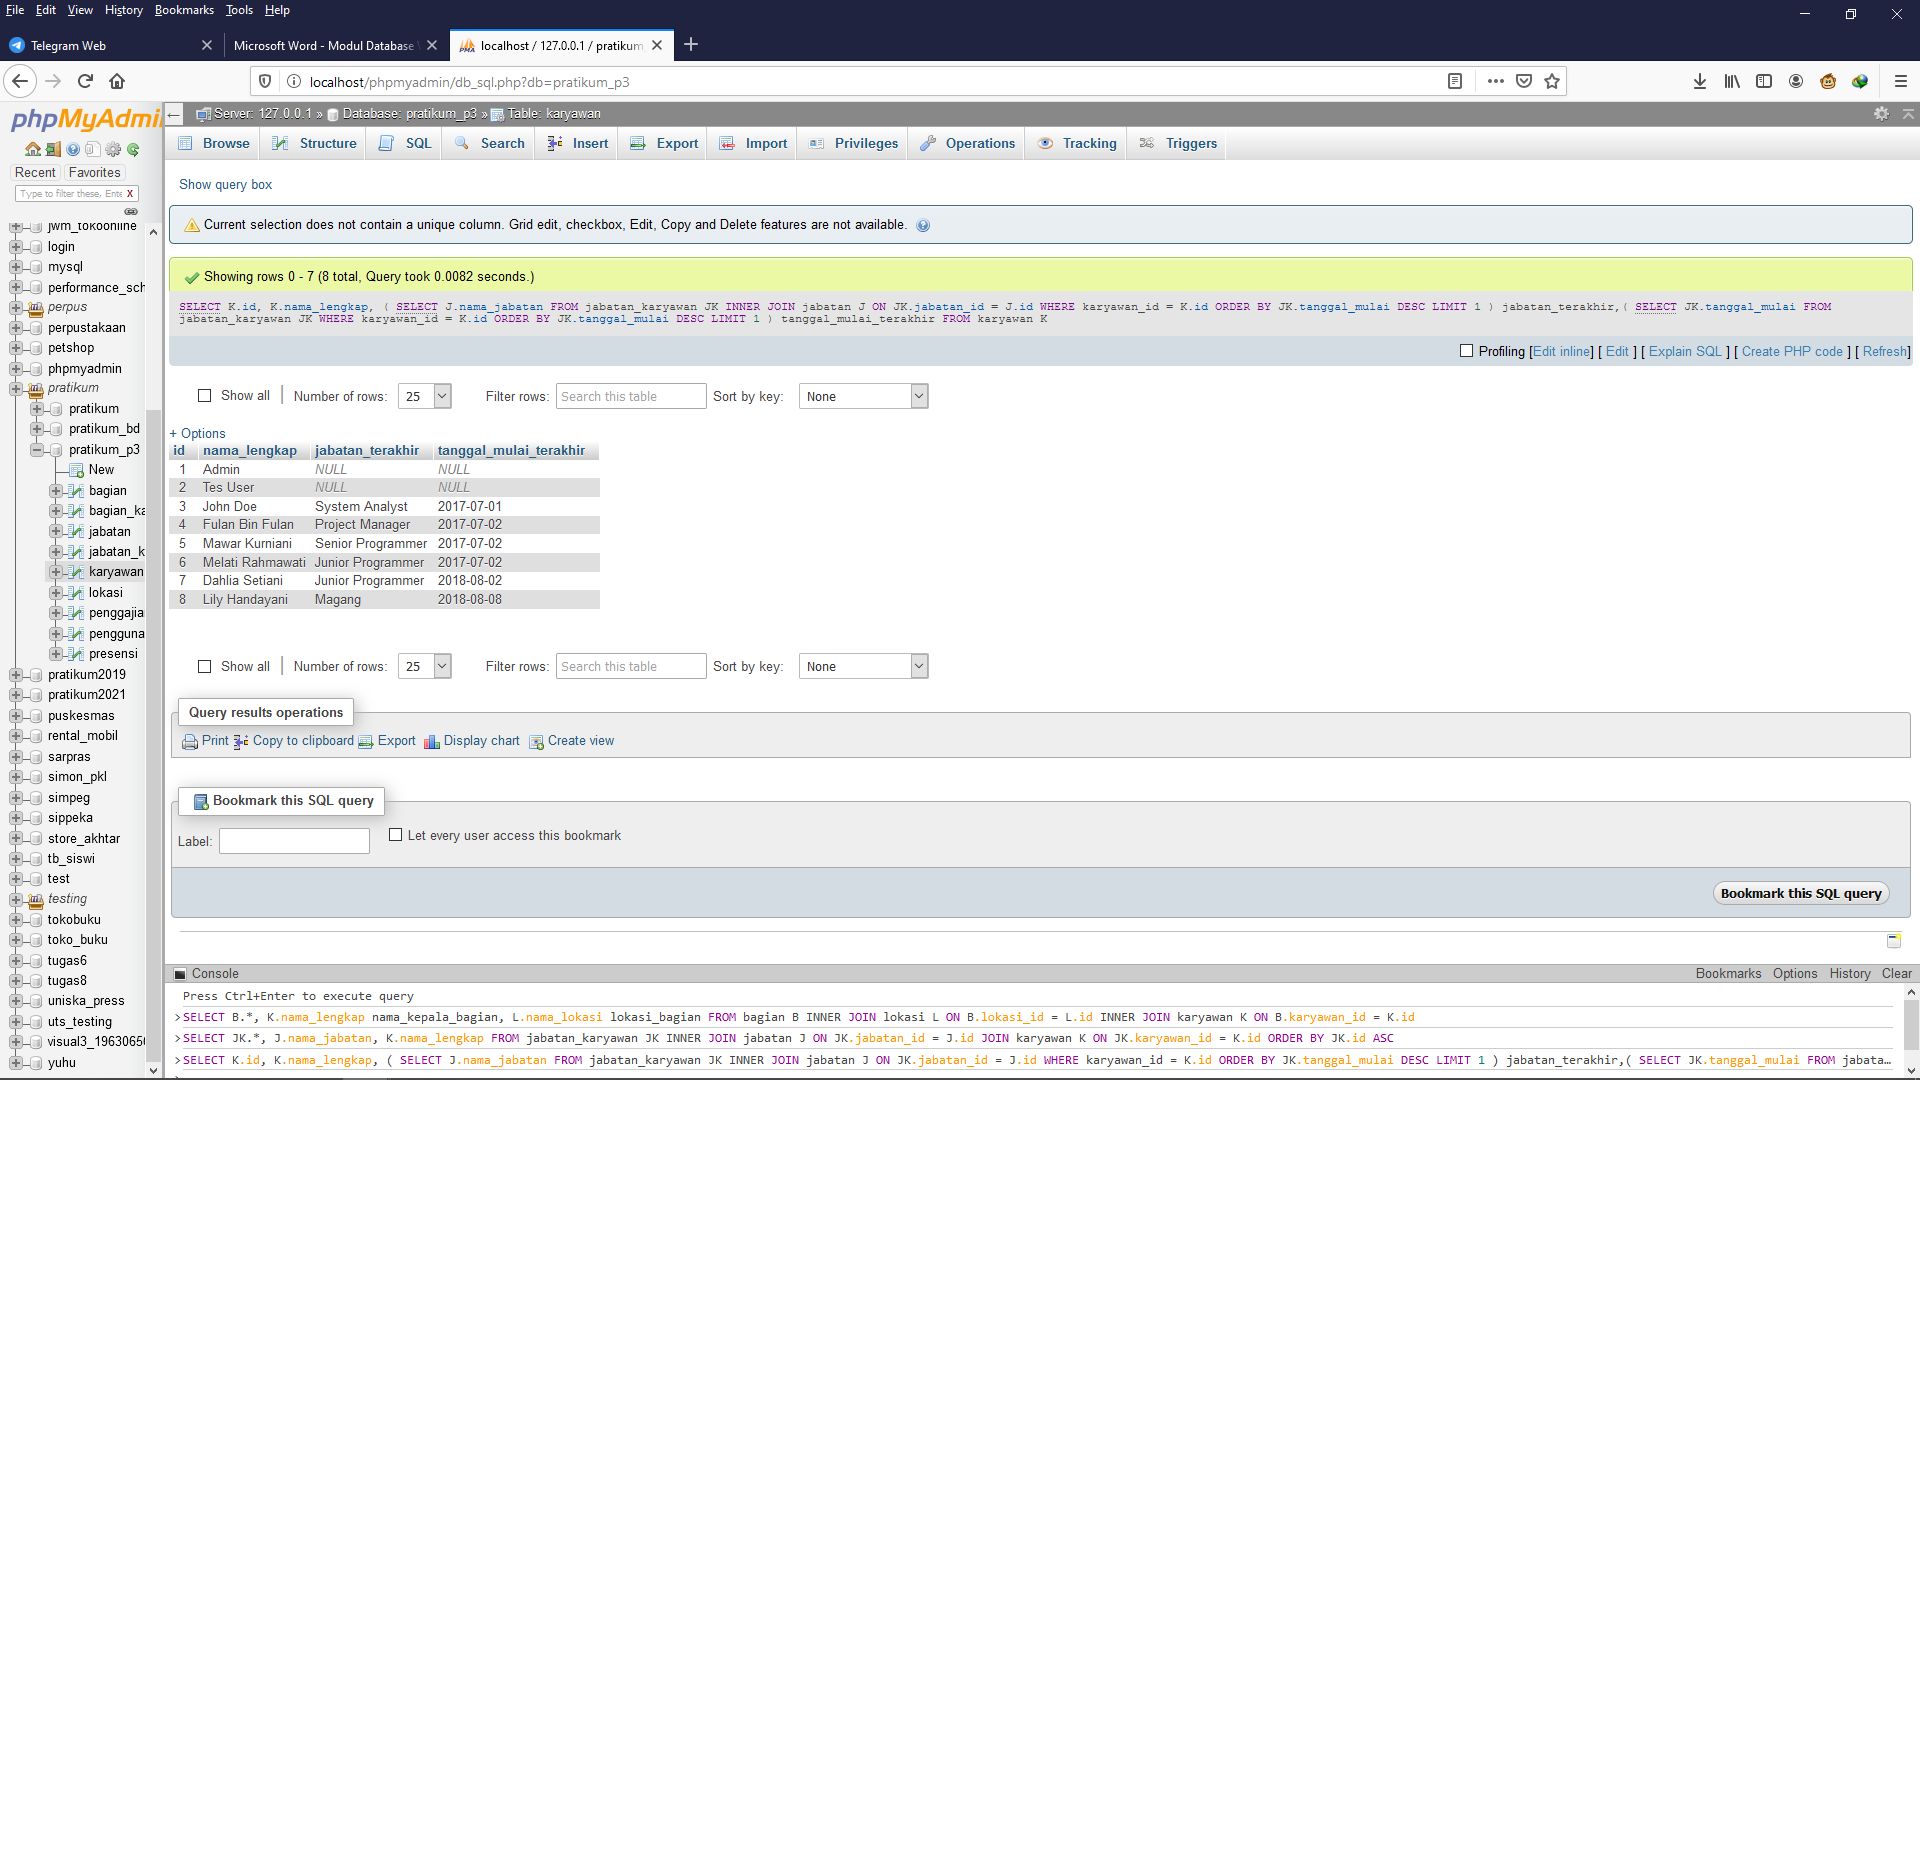 File Edit View History Bookmarks Tools Help
Telegram Web
Microsoft Word - Modul Database
localhost / 127.0.0.1 / pratikum
localhost/phpmyadmin/db_sql.php?db=pratikum_p3
phpMyAdmi
Recent Favorites
Type to filter these, Ente X
jwm_tokoonline
login
mysql
performance_sch
perpus
perpustakaan
petshop
phpmyadmin
pratikum
pratikum
pratikum_bd
pratikum_p3
New
bagian
bagian_ka
jabatan
jabatan_k
karyawan
lokasi
penggajia
pengguna
presensi
pratikum2019
pratikum2021
puskesmas
rental_mobil
sarpras
simon_pkl
simpeg
sippeka
store_akhtar
tb_siswi
test
testing
tokobuku
toko_buku
tugas6
tugas8
uniska_press
uts_testing
visual3_1963065
yuhu
Server: 127.0.0.1 » Database: pratikum_p3 » Table: karyawan
Browse Structure SQL Search Insert Export Import Privileges Operations Tracking Triggers
Show query box
Current selection does not contain a unique column. Grid edit, checkbox, Edit, Copy and Delete features are not available.
Showing rows 0 - 7 (8 total, Query took 0.0082 seconds.)
SELECT K.id, K.nama_lengkap, ( SELECT J.nama_jabatan FROM jabatan_karyawan JK INNER JOIN jabatan J ON JK.jabatan_id = J.id WHERE karyawan_id = K.id ORDER BY JK.tanggal_mulai DESC LIMIT 1 ) jabatan_terakhir,( SELECT JK.tanggal_mulai FROM
jabatan_karyawan JK WHERE karyawan_id = K.id ORDER BY JK.tanggal_mulai DESC LIMIT 1 ) tanggal_mulai_terakhir FROM karyawan K
Profiling [Edit inline] [ Edit ] [ Explain SQL ] [ Create PHP code ] [ Refresh]
Show all | Number of rows: 25 Filter rows: Search this table Sort by key: None
+ Options
id nama_lengkap jabatan_terakhir tanggal_mulai_terakhir
1 Admin NULL NULL
2 Tes User NULL NULL
3 John Doe System Analyst 2017-07-01
4 Fulan Bin Fulan Project Manager 2017-07-02
5 Mawar Kurniani Senior Programmer 2017-07-02
6 Melati Rahmawati Junior Programmer 2017-07-02
7 Dahlia Setiani Junior Programmer 2018-08-02
8 Lily Handayani Magang 2018-08-08
Show all | Number of rows: 25 Filter rows: Search this table Sort by key: None
Query results operations
Print Copy to clipboard Export Display chart Create view
Bookmark this SQL query
Label: Let every user access this bookmark
Bookmark this SQL query
Console Bookmarks Options History Clear
Press Ctrl+Enter to execute query
>SELECT B.*, K.nama_lengkap nama_kepala_bagian, L.nama_lokasi lokasi_bagian FROM bagian B INNER JOIN lokasi L ON B.lokasi_id = L.id INNER JOIN karyawan K ON B.karyawan_id = K.id
>SELECT JK.*, J.nama_jabatan, K.nama_lengkap FROM jabatan_karyawan JK INNER JOIN jabatan J ON JK.jabatan_id = J.id JOIN karyawan K ON JK.karyawan_id = K.id ORDER BY JK.id ASC
>SELECT K.id, K.nama_lengkap, ( SELECT J.nama_jabatan FROM jabatan_karyawan JK INNER JOIN jabatan J ON JK.jabatan_id = J.id WHERE karyawan_id = K.id ORDER BY JK.tanggal_mulai DESC LIMIT 1 ) jabatan_terakhir,( SELECT JK.tanggal_mulai FROM jabata…